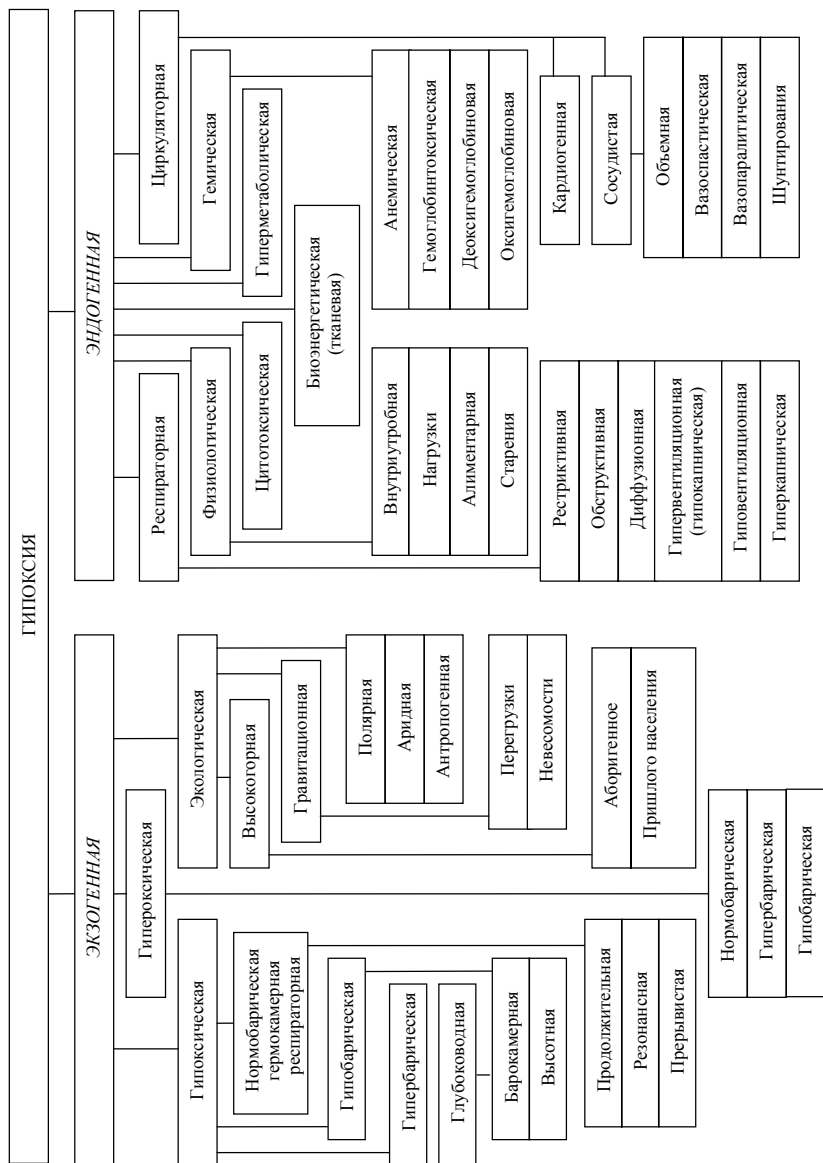 ГИПОКСИЯ
ЭКЗОГЕННАЯ
Гипоксическая
Нормобарическая
гермокамерная
респираторная
Гипобарическая
Гипербарическая
Глубоководная
Барокамерная
Высотная
Продолжительная
Резонансная
Прерывистая
Гипероксическая
Нормобарическая
Гипербарическая
Гипобарическая
Экологическая
Высокогорная
Гравитационная
Полярная
Аридная
Антропогенная
Перегрузки
Невесомости
Аборигенное
Пришлого населения
ЭНДОГЕННАЯ
Респираторная
Физиологическая
Цитотоксическая
Биоэнергетическая
(тканевая)
Внутриутробная
Нагрузки
Алиментарная
Старения
Рестриктивная
Обструктивная
Диффузионная
Гипервентиляционная
(гипокапническая)
Гиповентиляционная
Гиперкапническая
Циркуляторная
Гемическая
Гиперметаболическая
Анемическая
Гемоглобинтоксическая
Деоксигемоглобиновая
Оксигемоглобиновая
Кардиогенная
Сосудистая
Объемная
Вазоспастическая
Вазопаралитическая
Шунтирования